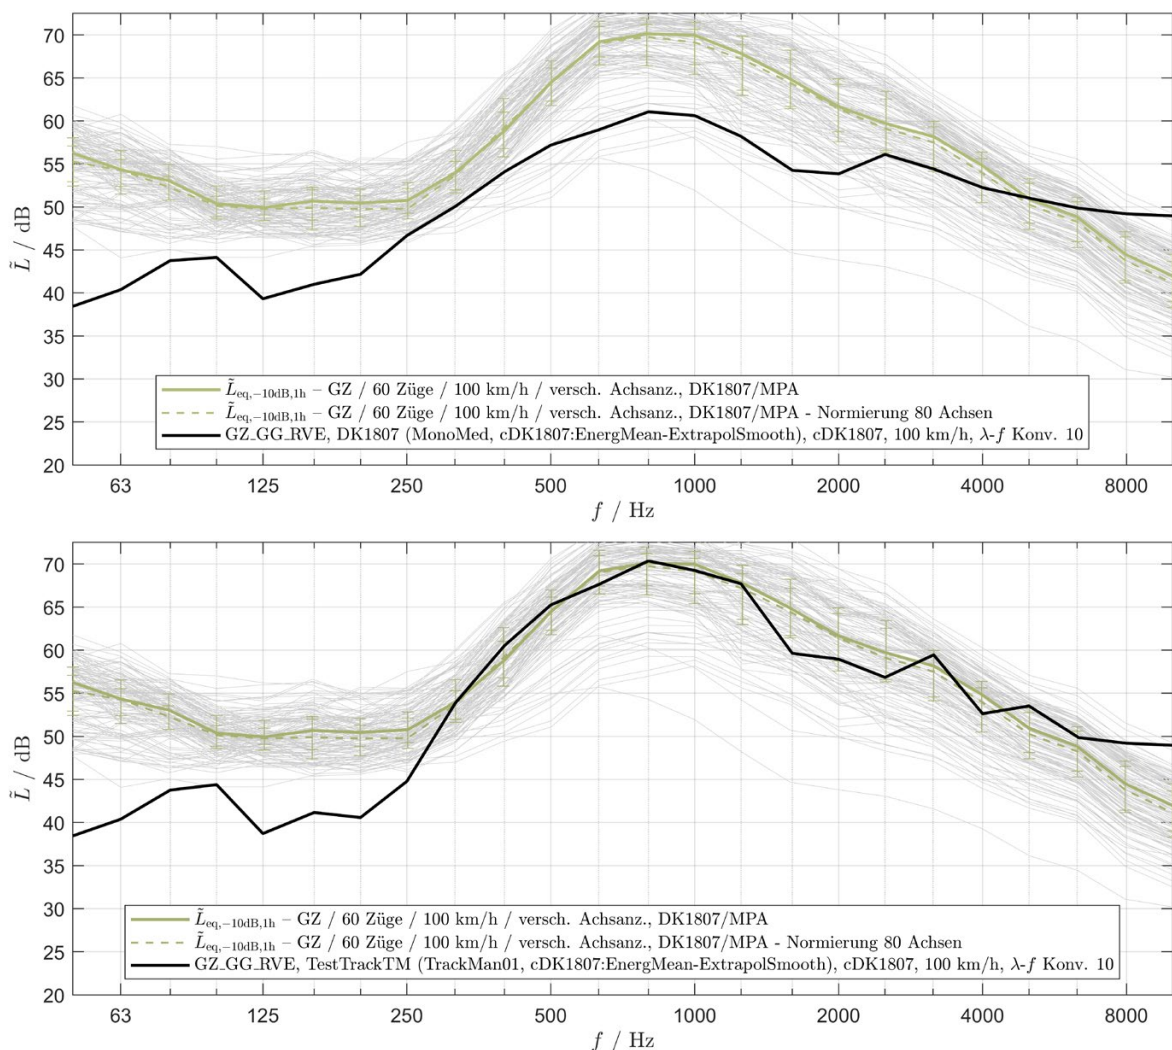 70
65
60
55
50
45
40
35
30
25
20
L̃ / dB
L̃eq,−10dB,1h – GZ / 60 Züge / 100 km/h / versch. Achsanz., DK1807/MPA
L̃eq,−10dB,1h – GZ / 60 Züge / 100 km/h / versch. Achsanz., DK1807/MPA - Normierung 80 Achsen
GZ_GG_RVE, DK1807 (MonoMed, cDK1807:EnergMean-ExtrapolSmooth), cDK1807, 100 km/h, λ-f Konv. 10
63 125 250 500 1000 2000 4000 8000
f / Hz
70
65
60
55
50
45
40
35
30
25
20
L̃ / dB
L̃eq,−10dB,1h – GZ / 60 Züge / 100 km/h / versch. Achsanz., DK1807/MPA
L̃eq,−10dB,1h – GZ / 60 Züge / 100 km/h / versch. Achsanz., DK1807/MPA - Normierung 80 Achsen
GZ_GG_RVE, TestTrackTM (TrackMan01, cDK1807:EnergMean-ExtrapolSmooth), cDK1807, 100 km/h, λ-f Konv. 10
63 125 250 500 1000 2000 4000 8000
f / Hz